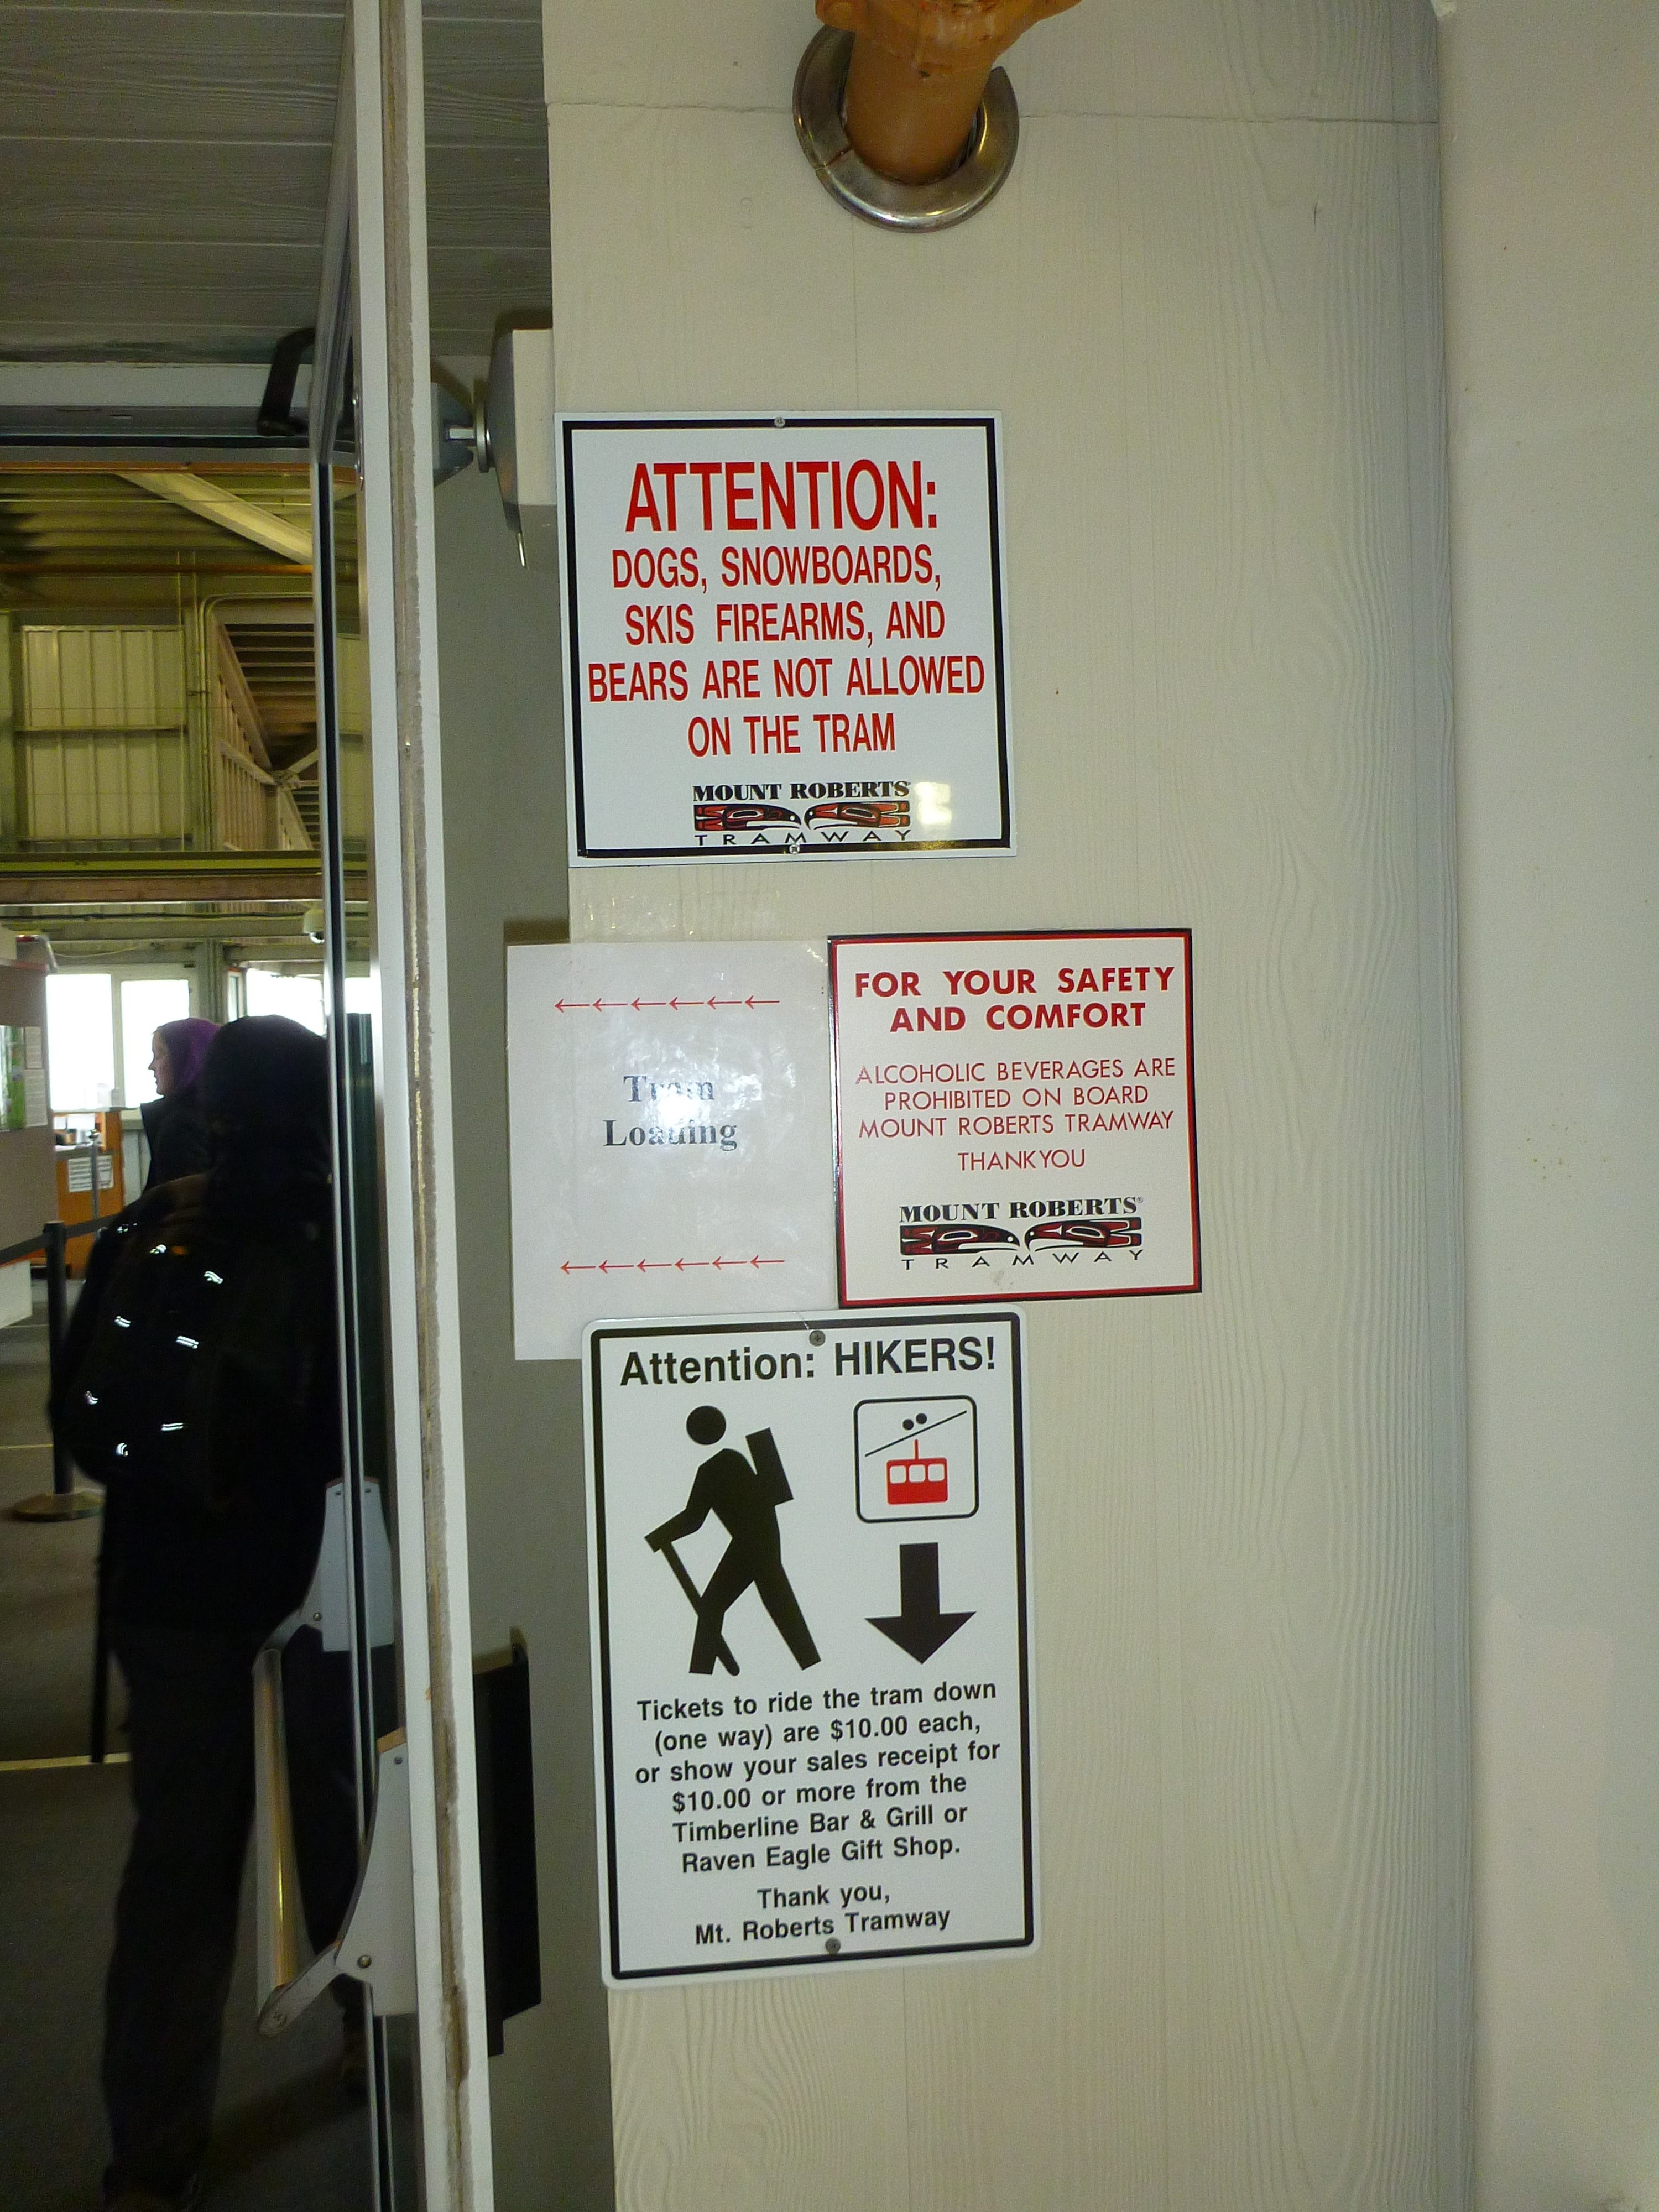 ATTENTION:
DOGS, SNOWBOARDS,
SKIS FIREARMS, AND
BEARS ARE NOT ALLOWED
ON THE TRAM
MOUNT ROBERTS
TRAMWAY
←←←←←←
Tram
Loading
←←←←←←
FOR YOUR SAFETY
AND COMFORT
ALCOHOLIC BEVERAGES ARE
PROHIBITED ON BOARD
MOUNT ROBERTS TRAMWAY
THANK YOU
MOUNT ROBERTS®
TRAMWAY
Attention: HIKERS!
Tickets to ride the tram down
(one way) are $10.00 each,
or show your sales receipt for
$10.00 or more from the
Timberline Bar & Grill or
Raven Eagle Gift Shop.
Thank you,
Mt. Roberts Tramway